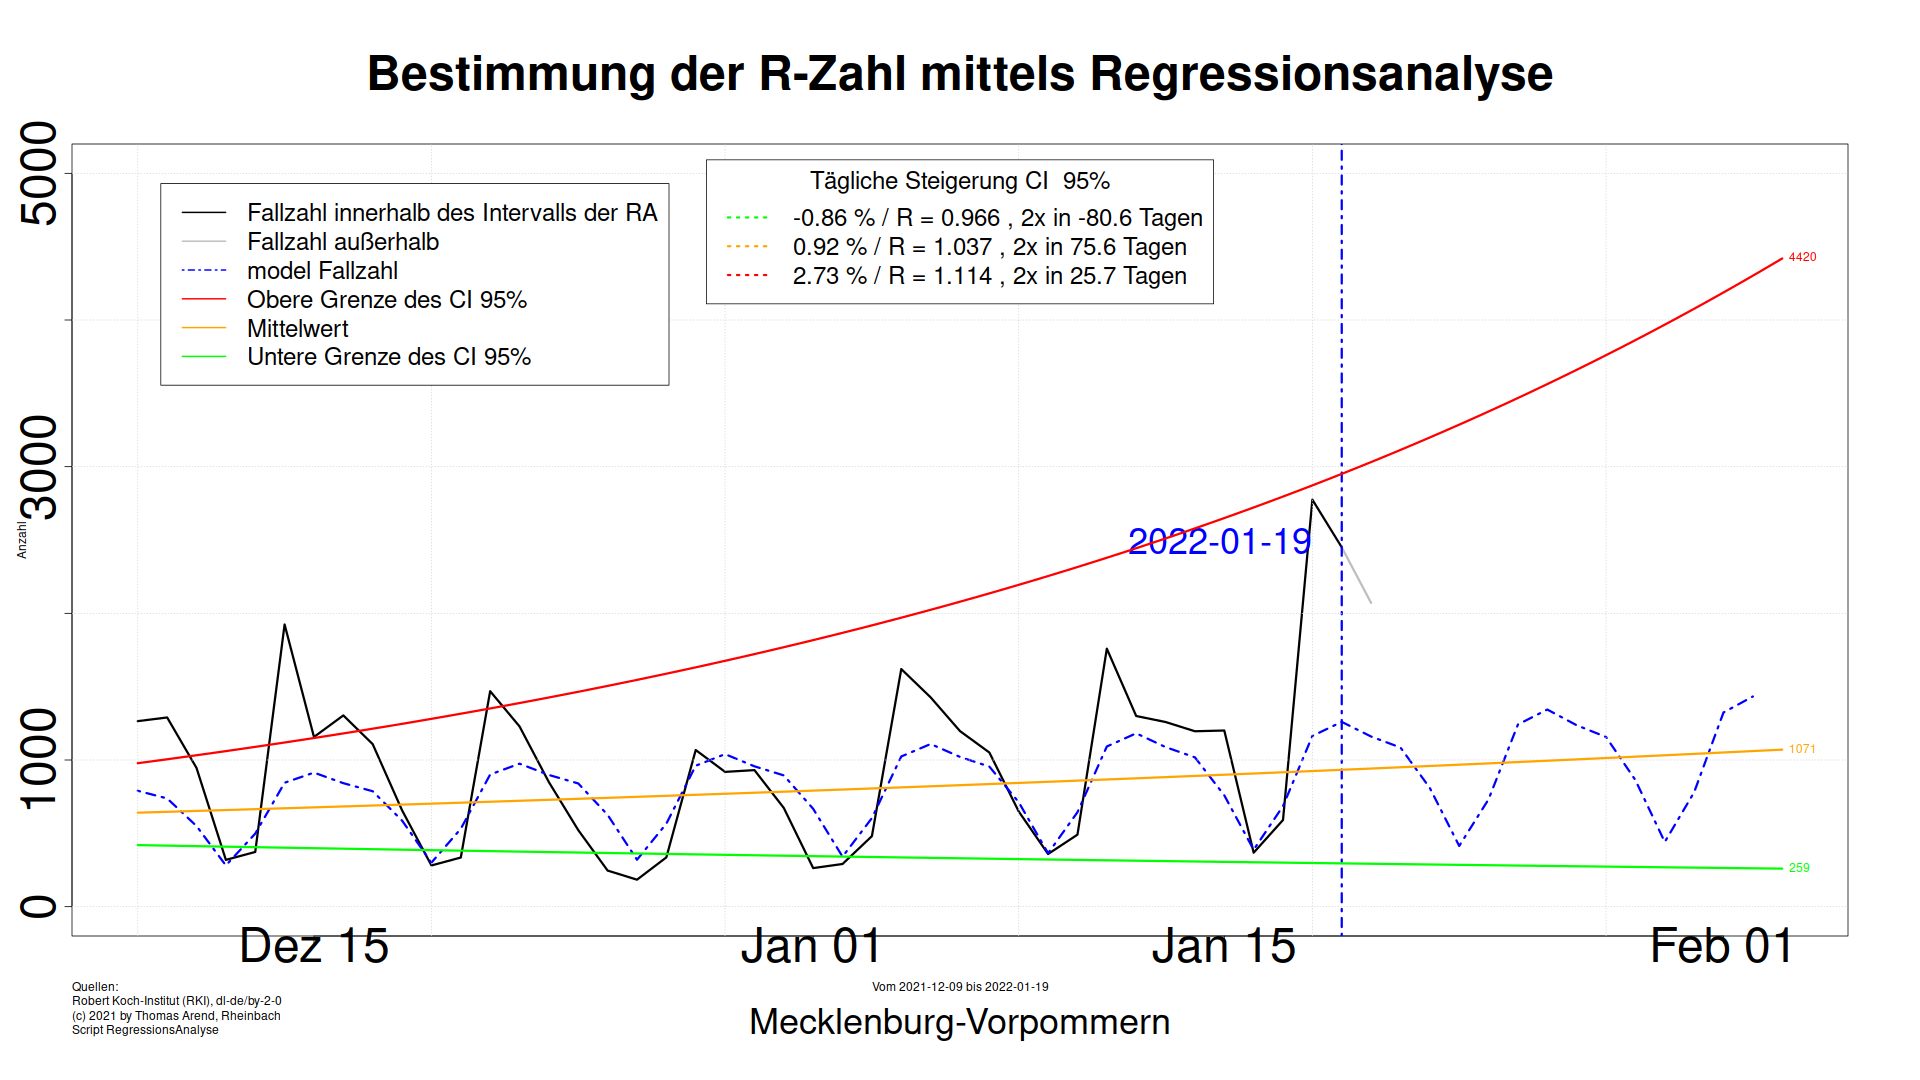 Bestimmung der R-Zahl mittels Regressionsanalyse
5000
3000
1000
0
Anzahl
Fallzahl innerhalb des Intervalls der RA
Fallzahl außerhalb
model Fallzahl
Obere Grenze des CI 95%
Mittelwert
Untere Grenze des CI 95%
Tägliche Steigerung CI 95%
-0.86 % / R = 0.966 , 2x in -80.6 Tagen
0.92 % / R = 1.037 , 2x in 75.6 Tagen
2.73 % / R = 1.114 , 2x in 25.7 Tagen
4420
2022-01-19
1071
259
Dez 15
Jan 01
Jan 15
Feb 01
Quellen:
Robert Koch-Institut (RKI), dl-de/by-2-0
(c) 2021 by Thomas Arend, Rheinbach
Script RegressionsAnalyse
Vom 2021-12-09 bis 2022-01-19
Mecklenburg-Vorpommern